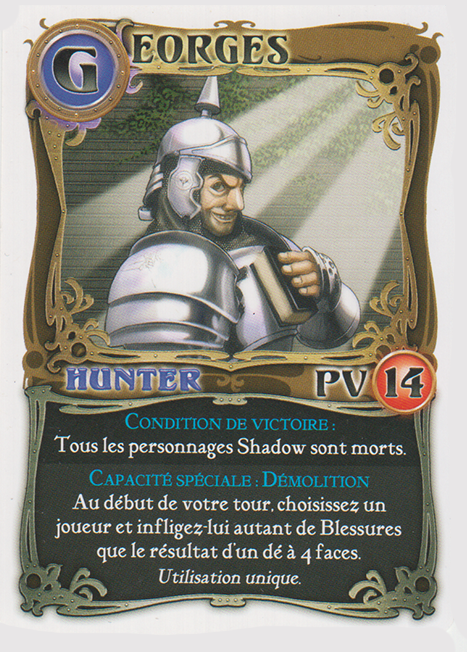 GEORGES
HUNTER PV 14
CONDITION DE VICTOIRE :
Tous les personnages Shadow sont morts.
CAPACITÉ SPÉCIALE : DÉMOLITION
Au début de votre tour, choisissez un
joueur et infligez-lui autant de Blessures
que le résultat d'un dé à 4 faces.
Utilisation unique.